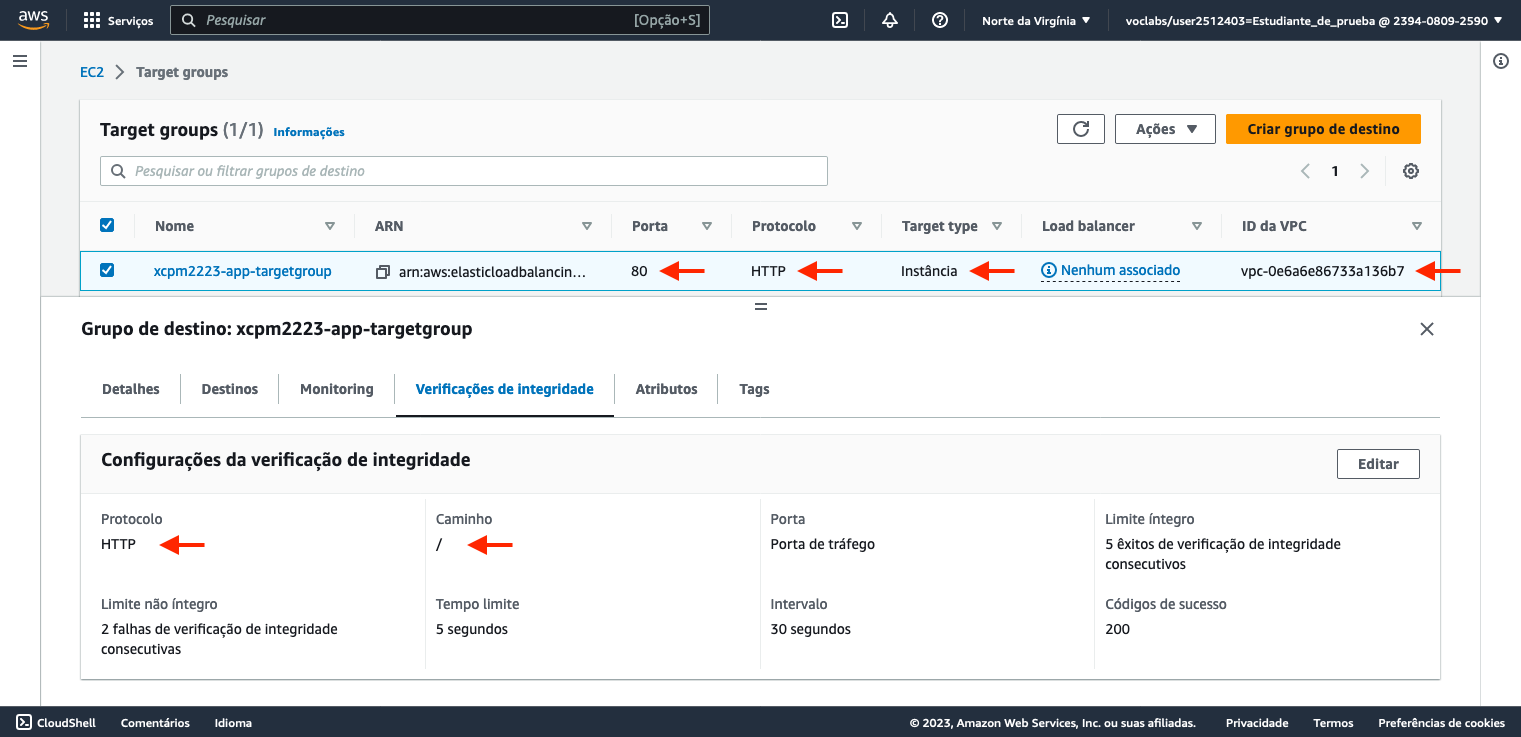 aws
Serviços
Pesquisar
[Opção+S]
Norte da Virgínia
voclabs/user2512403=Estudiante_de_prueba @ 2394-0809-2590
EC2 > Target groups
Target groups (1/1) Informações
Ações
Criar grupo de destino
Pesquisar ou filtrar grupos de destino
1
Nome ARN Porta Protocolo Target type Load balancer ID da VPC
xcpm2223-app-targetgroup arn:aws:elasticloadbalancin... 80 HTTP Instância Nenhum associado vpc-0e6a6e86733a136b7
Grupo de destino: xcpm2223-app-targetgroup
Detalhes Destinos Monitoring Verificações de integridade Atributos Tags
Configurações da verificação de integridade
Editar
Protocolo
HTTP
Caminho
/
Porta
Porta de tráfego
Limite íntegro
5 êxitos de verificação de integridade
consecutivos
Limite não íntegro
2 falhas de verificação de integridade
consecutivas
Tempo limite
5 segundos
Intervalo
30 segundos
Códigos de sucesso
200
CloudShell Comentários Idioma
© 2023, Amazon Web Services, Inc. ou suas afiliadas. Privacidade Termos Preferências de cookies